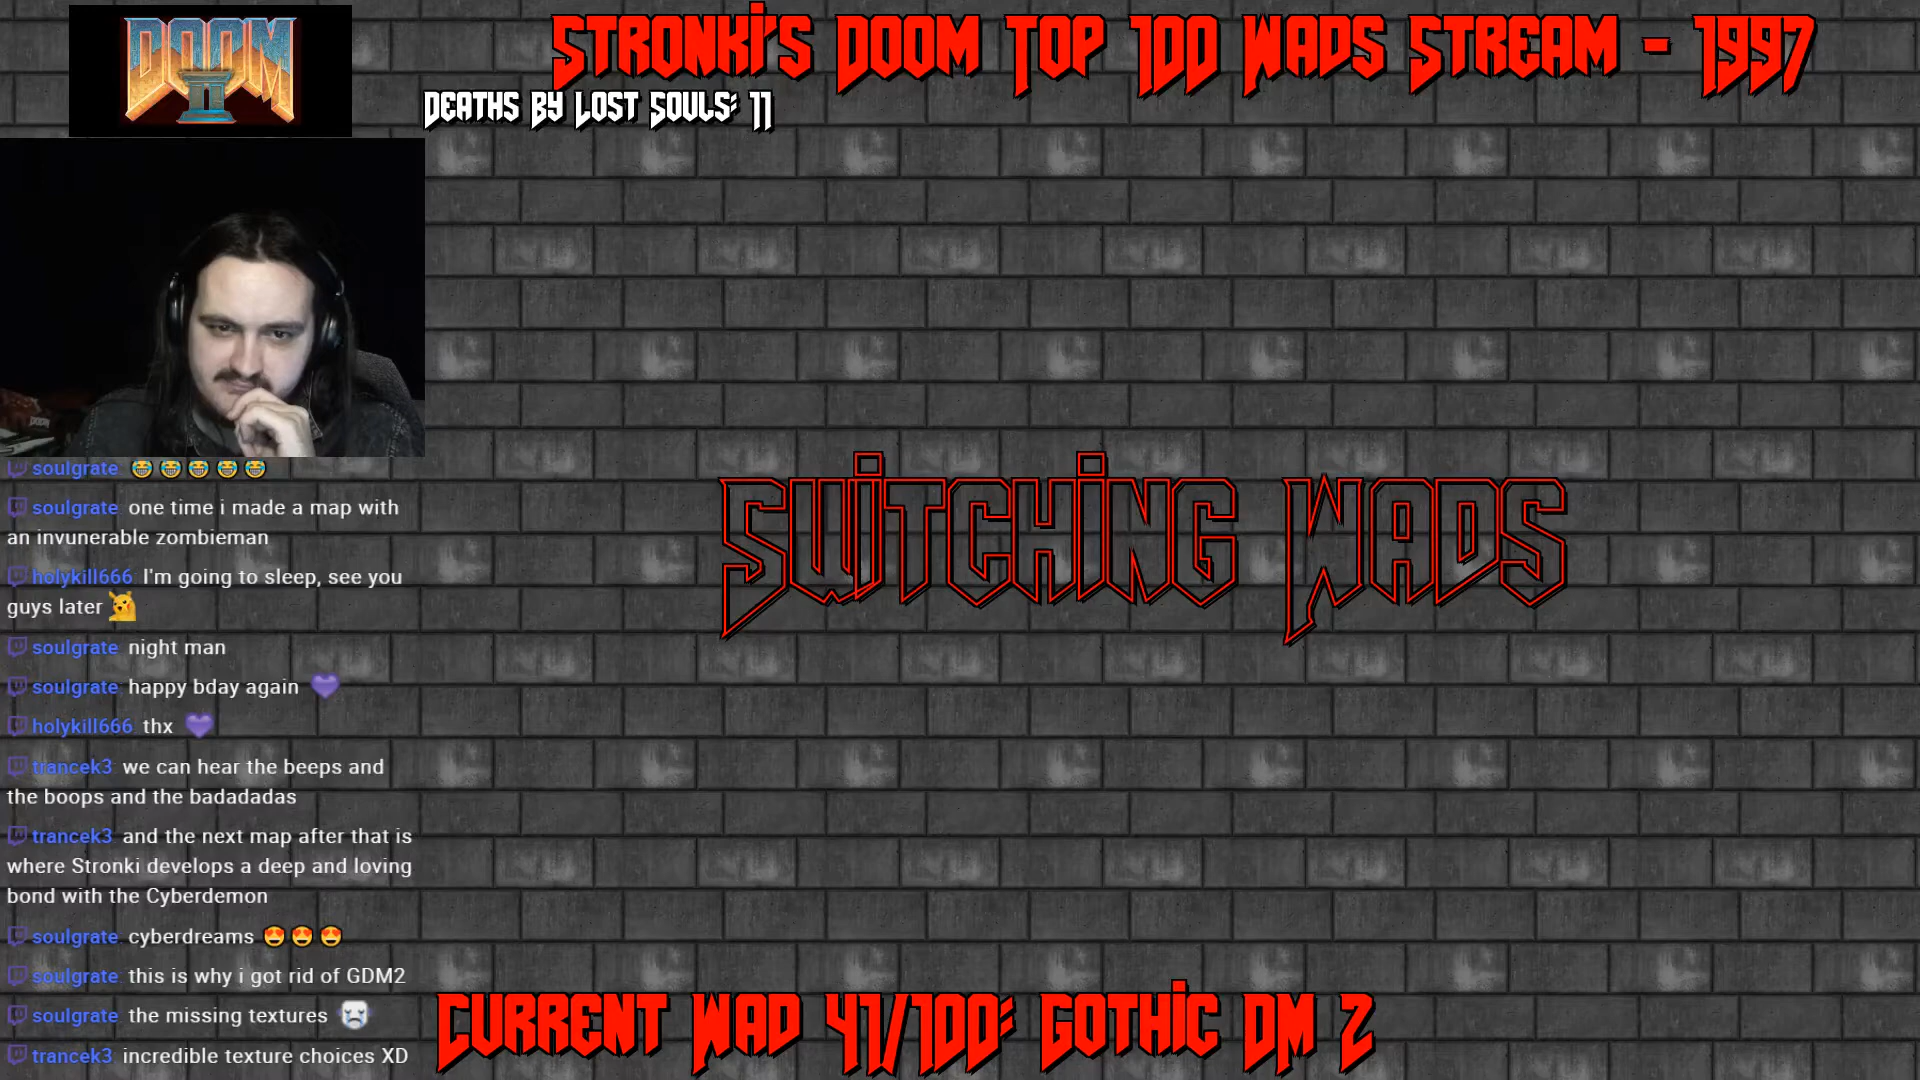 DOOM
II
STRONKI'S DOOM TOP 100 WADS STREAM - 1997
DEATHS BY LOST SOULS: 11
soulgrate 😂😂😂😂😂
soulgrate one time i made a map with
an invunerable zombieman
holykill666 I'm going to sleep, see you
guys later
soulgrate night man
soulgrate happy bday again 💜
holykill666 thx 💜
trancek3 we can hear the beeps and
the boops and the badadadas
trancek3 and the next map after that is
where Stronki develops a deep and loving
bond with the Cyberdemon
soulgrate cyberdreams 😍😍😍
soulgrate this is why i got rid of GDM2
soulgrate the missing textures
trancek3 incredible texture choices XD
SWITCHING WADS
CURRENT WAD 41/100: GOTHIC DM 2